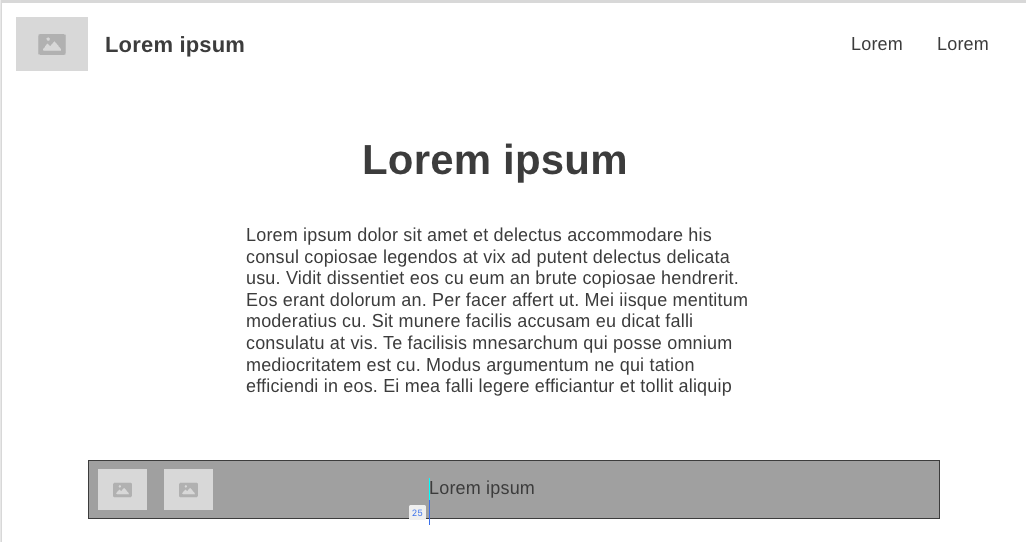 Lorem ipsum
Lorem
Lorem
Lorem ipsum
Lorem ipsum dolor sit amet et delectus accommodare his
consul copiosae legendos at vix ad putent delectus delicata
usu. Vidit dissentiet eos cu eum an brute copiosae hendrerit.
Eos erant dolorum an. Per facer affert ut. Mei iisque mentitum
moderatius cu. Sit munere facilis accusam eu dicat falli
consulatu at vis. Te facilisis mnesarchum qui posse omnium
mediocritatem est cu. Modus argumentum ne qui tation
efficiendi in eos. Ei mea falli legere efficiantur et tollit aliquip
Lorem ipsum
25